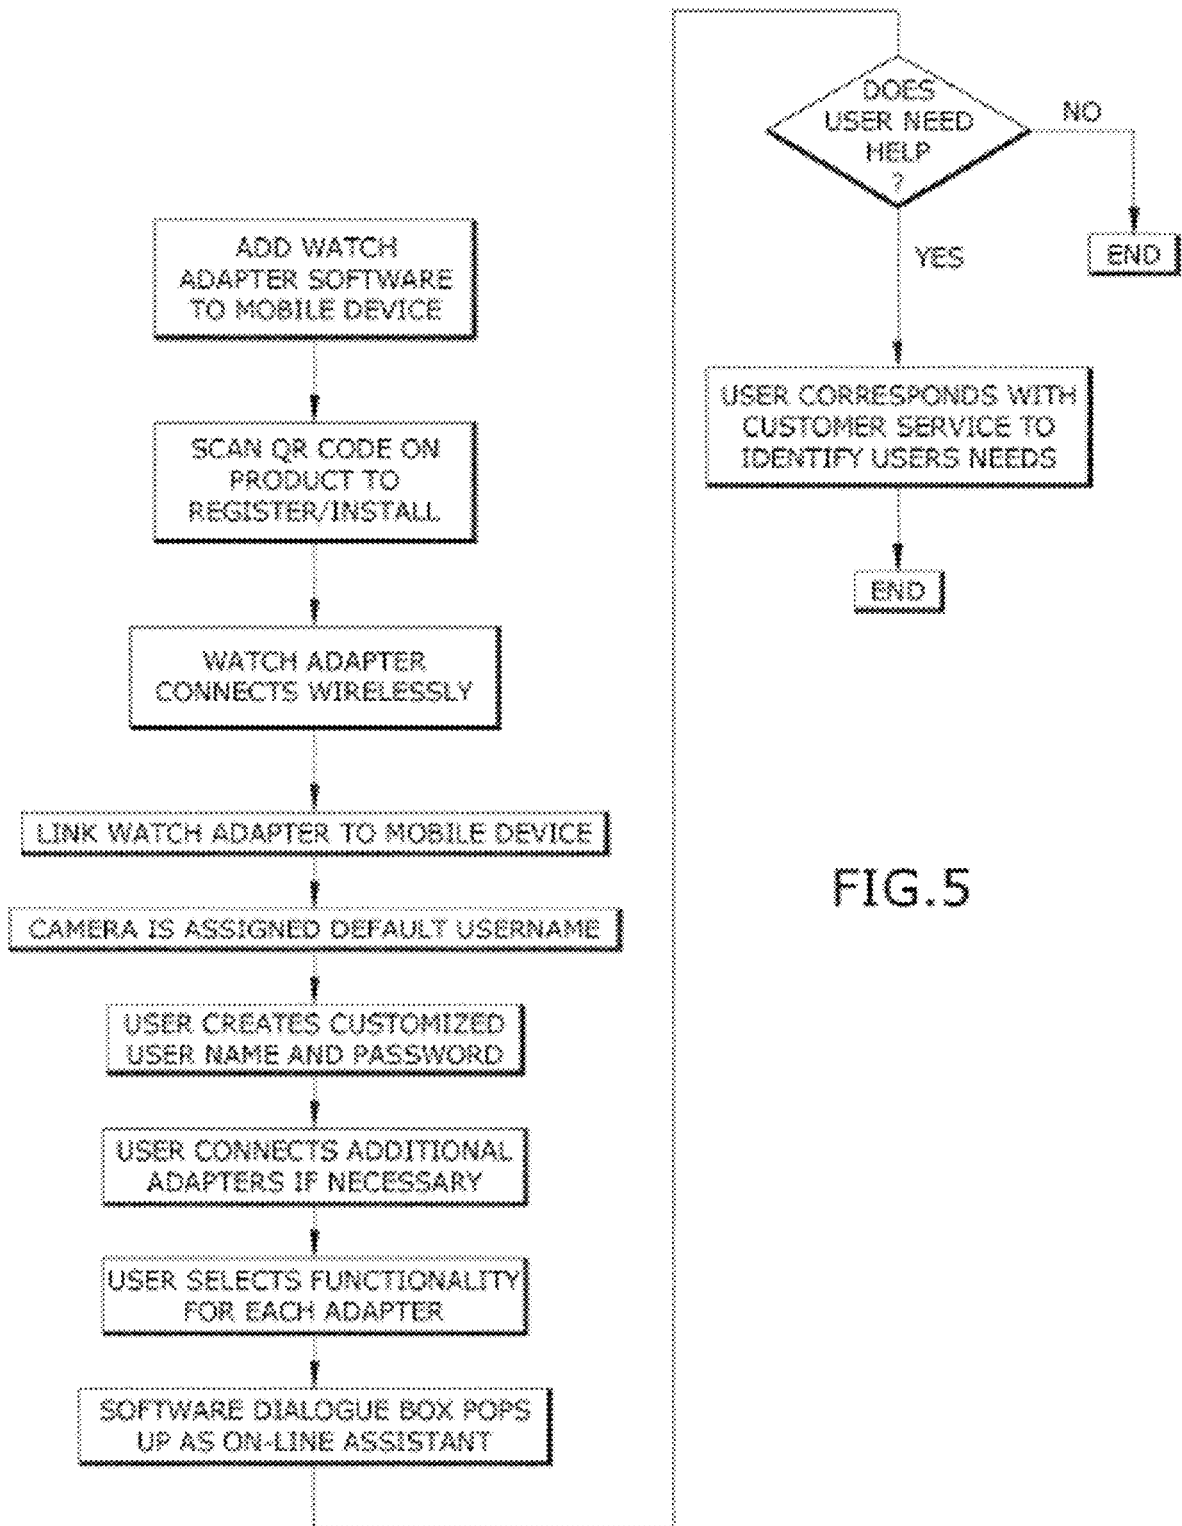 ADD WATCH
ADAPTER SOFTWARE
TO MOBILE DEVICE
SCAN QR CODE ON
PRODUCT TO
REGISTER/INSTALL
WATCH ADAPTER
CONNECTS WIRELESSLY
LINK WATCH ADAPTER TO MOBILE DEVICE
CAMERA IS ASSIGNED DEFAULT USERNAME
USER CREATES CUSTOMIZED
USER NAME AND PASSWORD
USER CONNECTS ADDITIONAL
ADAPTERS IF NECESSARY
USER SELECTS FUNCTIONALITY
FOR EACH ADAPTER
SOFTWARE DIALOGUE BOX POPS
UP AS ON-LINE ASSISTANT
DOES
USER NEED
HELP
?
NO
END
YES
USER CORRESPONDS WITH
CUSTOMER SERVICE TO
IDENTIFY USERS NEEDS
END
FIG.5